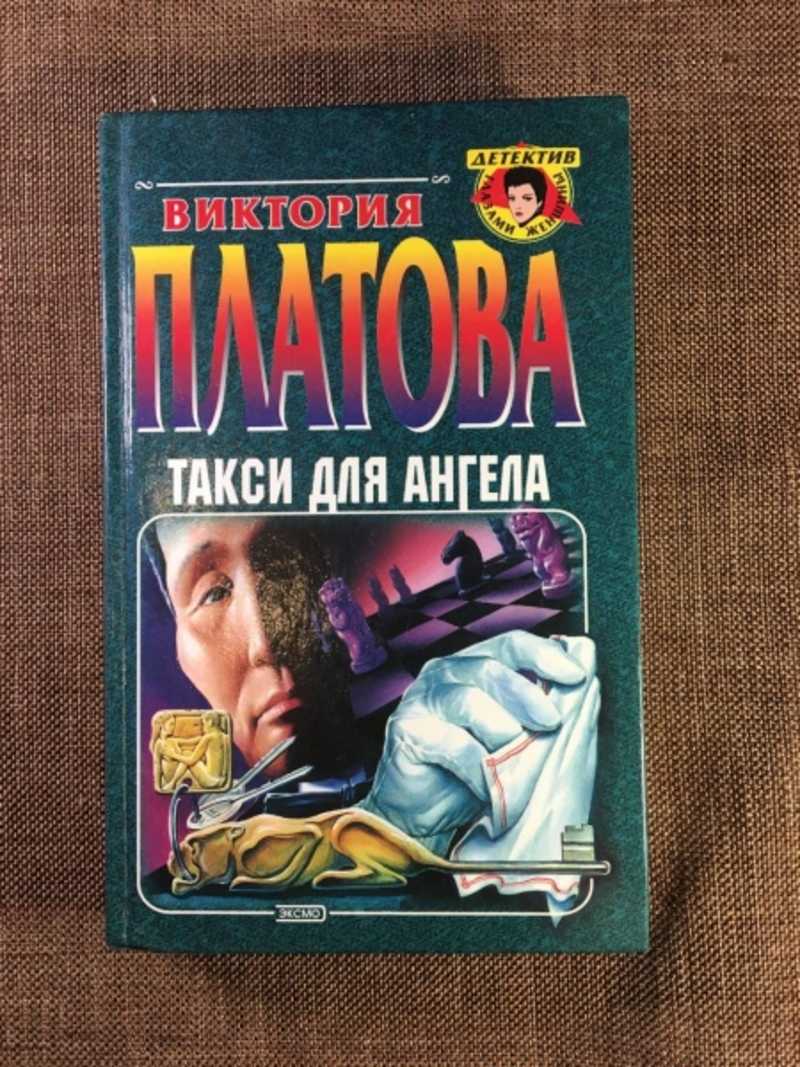 ДЕТЕКТИВ
ГЛАЗАМИ ЖЕНЩИНЫ
ВИКТОРИЯ
ПЛАТОВА
ТАКСИ ДЛЯ АНГЕЛА
ЭКСМО